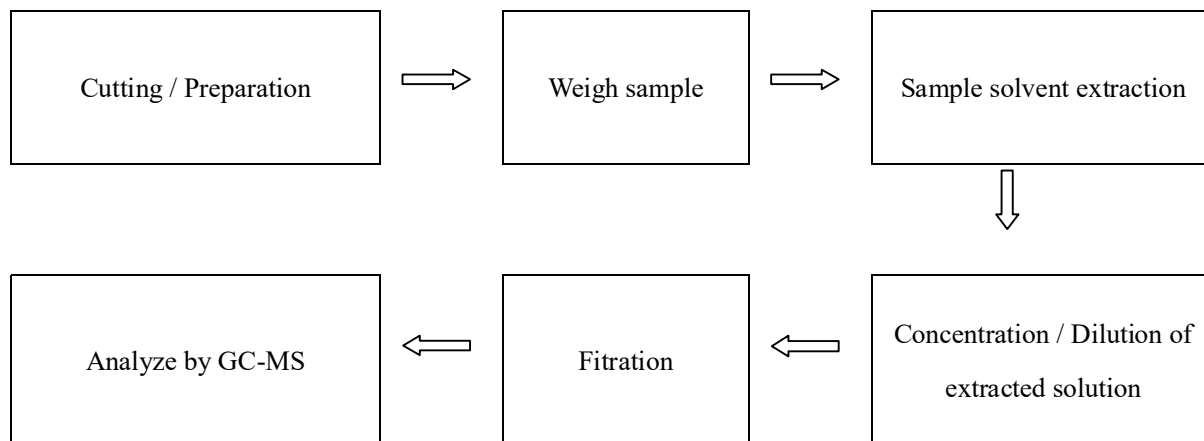 Cutting / Preparation
Weigh sample
Sample solvent extraction
Concentration / Dilution of
extracted solution
Fitration
Analyze by GC-MS